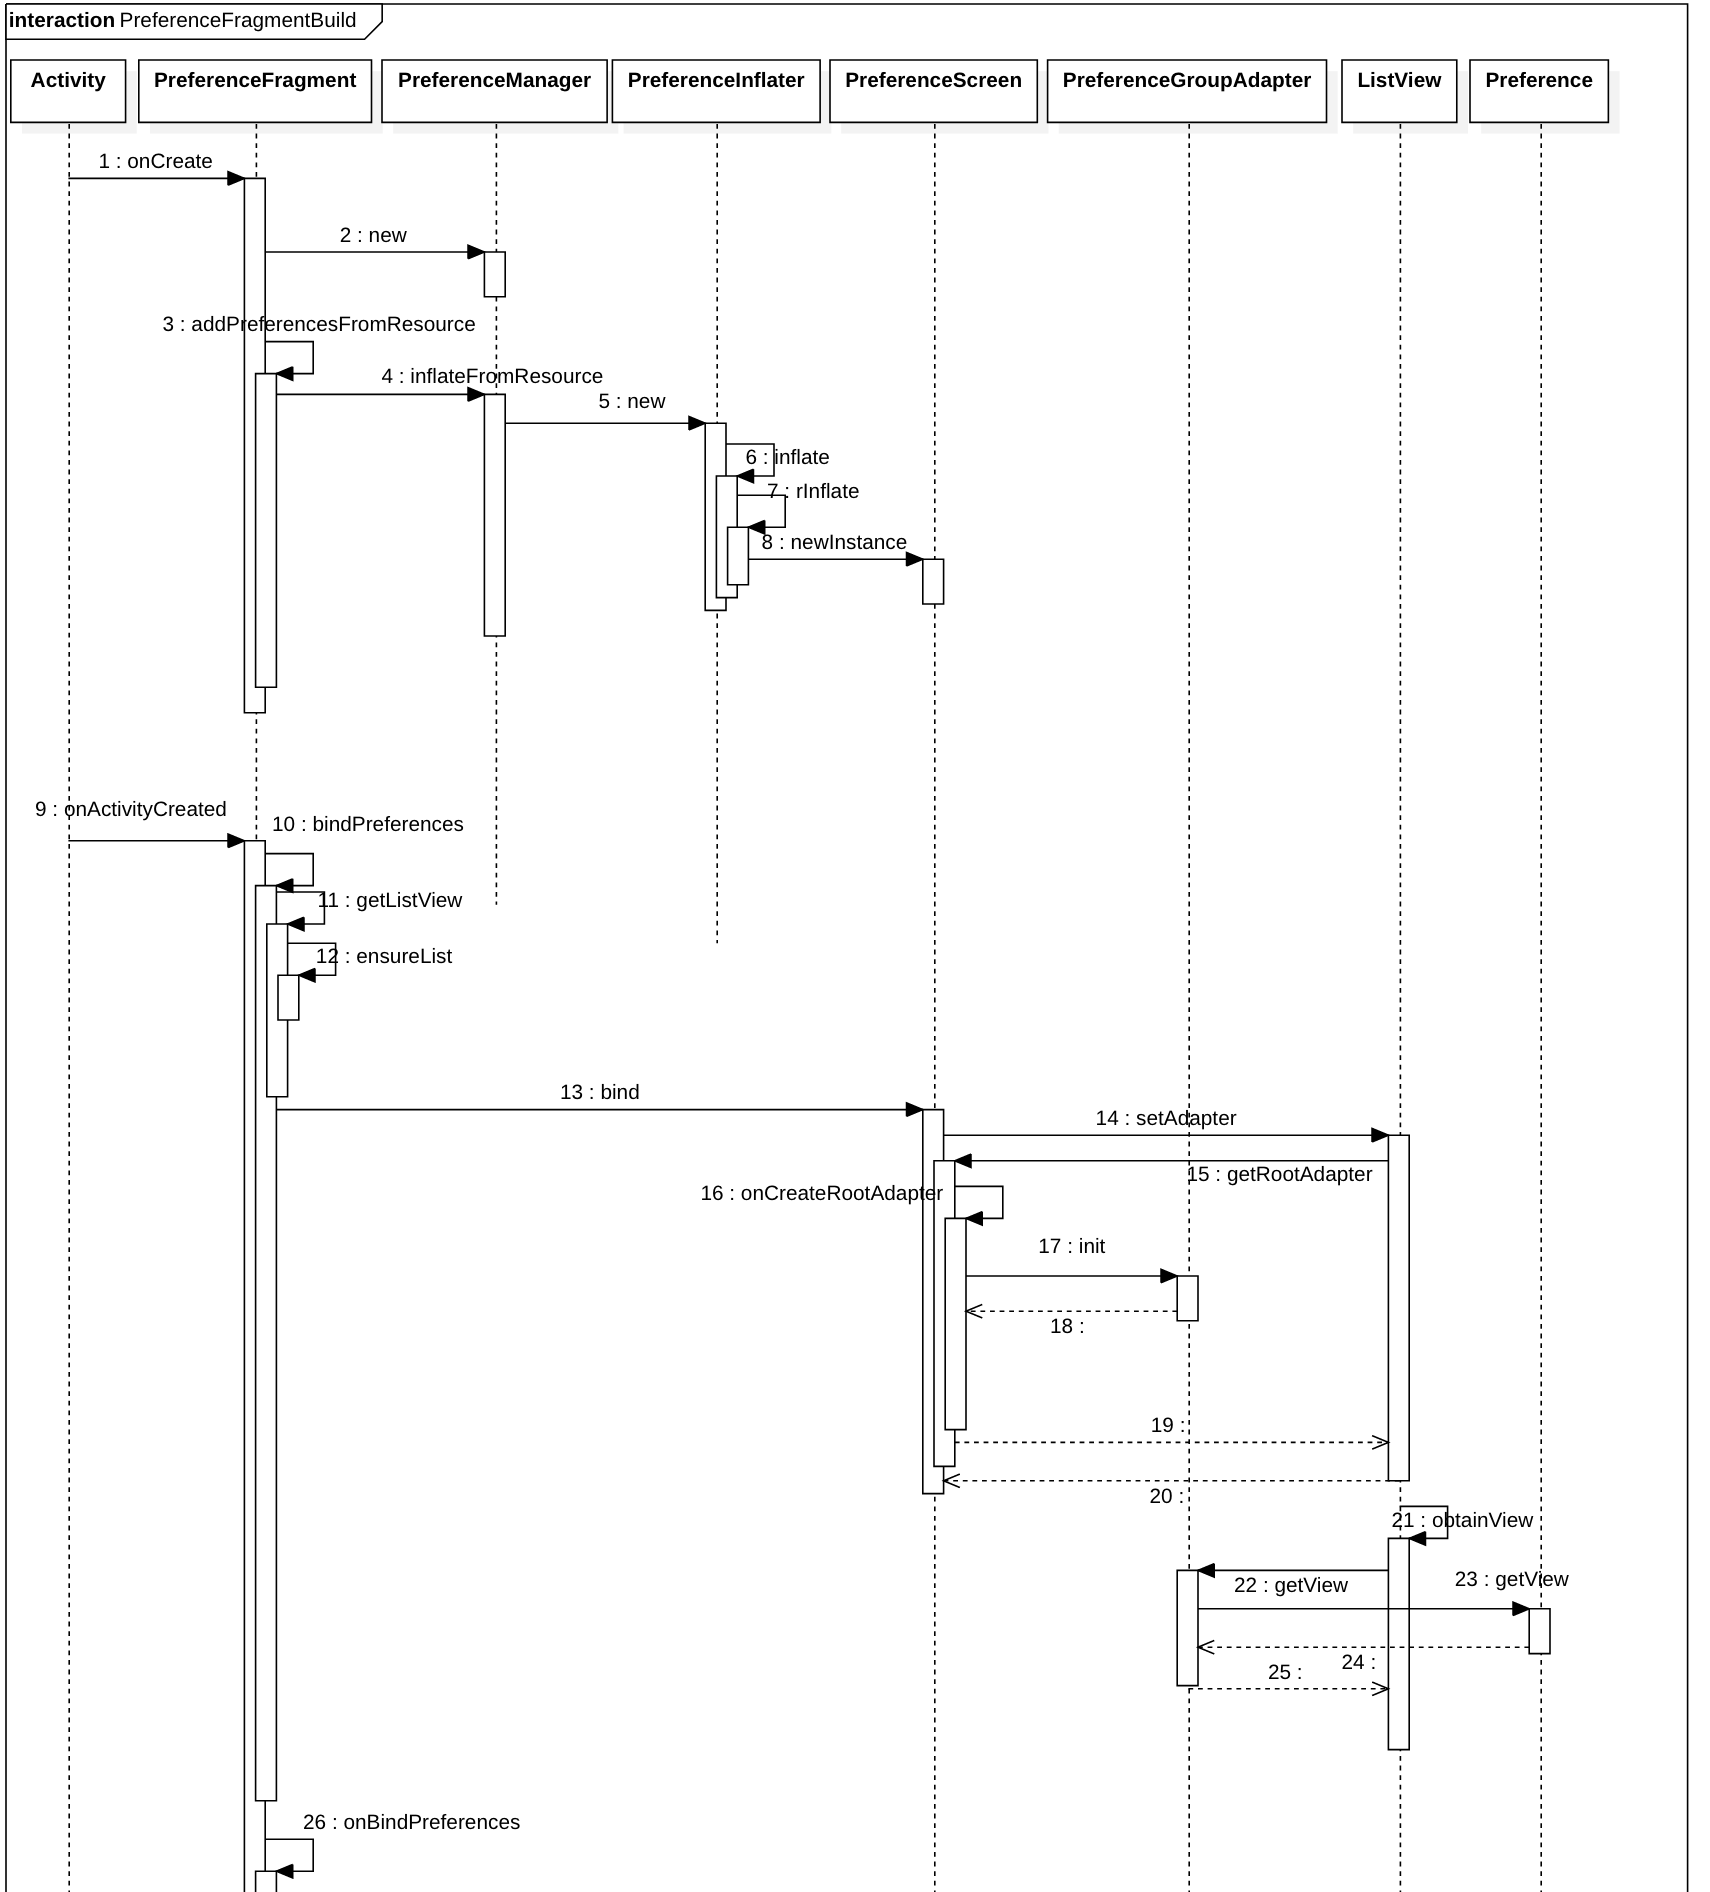 interaction PreferenceFragmentBuild
Activity
PreferenceFragment
PreferenceManager
PreferenceInflater
PreferenceScreen
PreferenceGroupAdapter
ListView
Preference
1 : onCreate
2 : new
3 : addPreferencesFromResource
4 : inflateFromResource
5 : new
6 : inflate
7 : rInflate
8 : newInstance
9 : onActivityCreated
10 : bindPreferences
11 : getListView
12 : ensureList
13 : bind
14 : setAdapter
15 : getRootAdapter
16 : onCreateRootAdapter
17 : init
18 :
19 :
20 :
21 : obtainView
22 : getView
23 : getView
24 :
25 :
26 : onBindPreferences